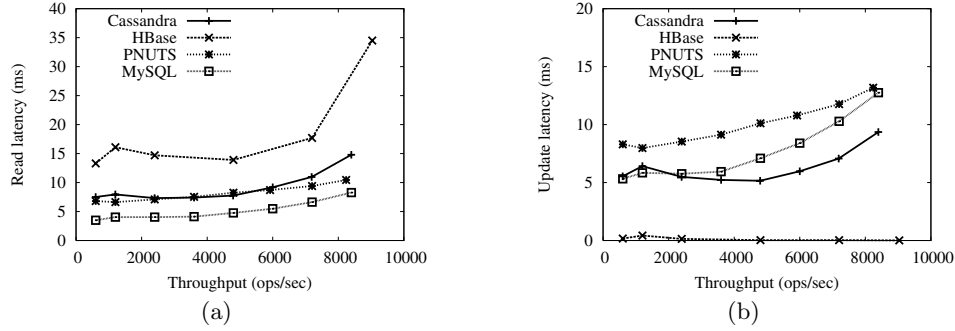 Cassandra
HBase
PNUTS
MySQL
40
35
30
25
20
15
10
5
0
Read latency (ms)
0 2000 4000 6000 8000 10000
Throughput (ops/sec)
(a)
Cassandra
HBase
PNUTS
MySQL
20
15
10
5
0
Update latency (ms)
0 2000 4000 6000 8000 10000
Throughput (ops/sec)
(b)